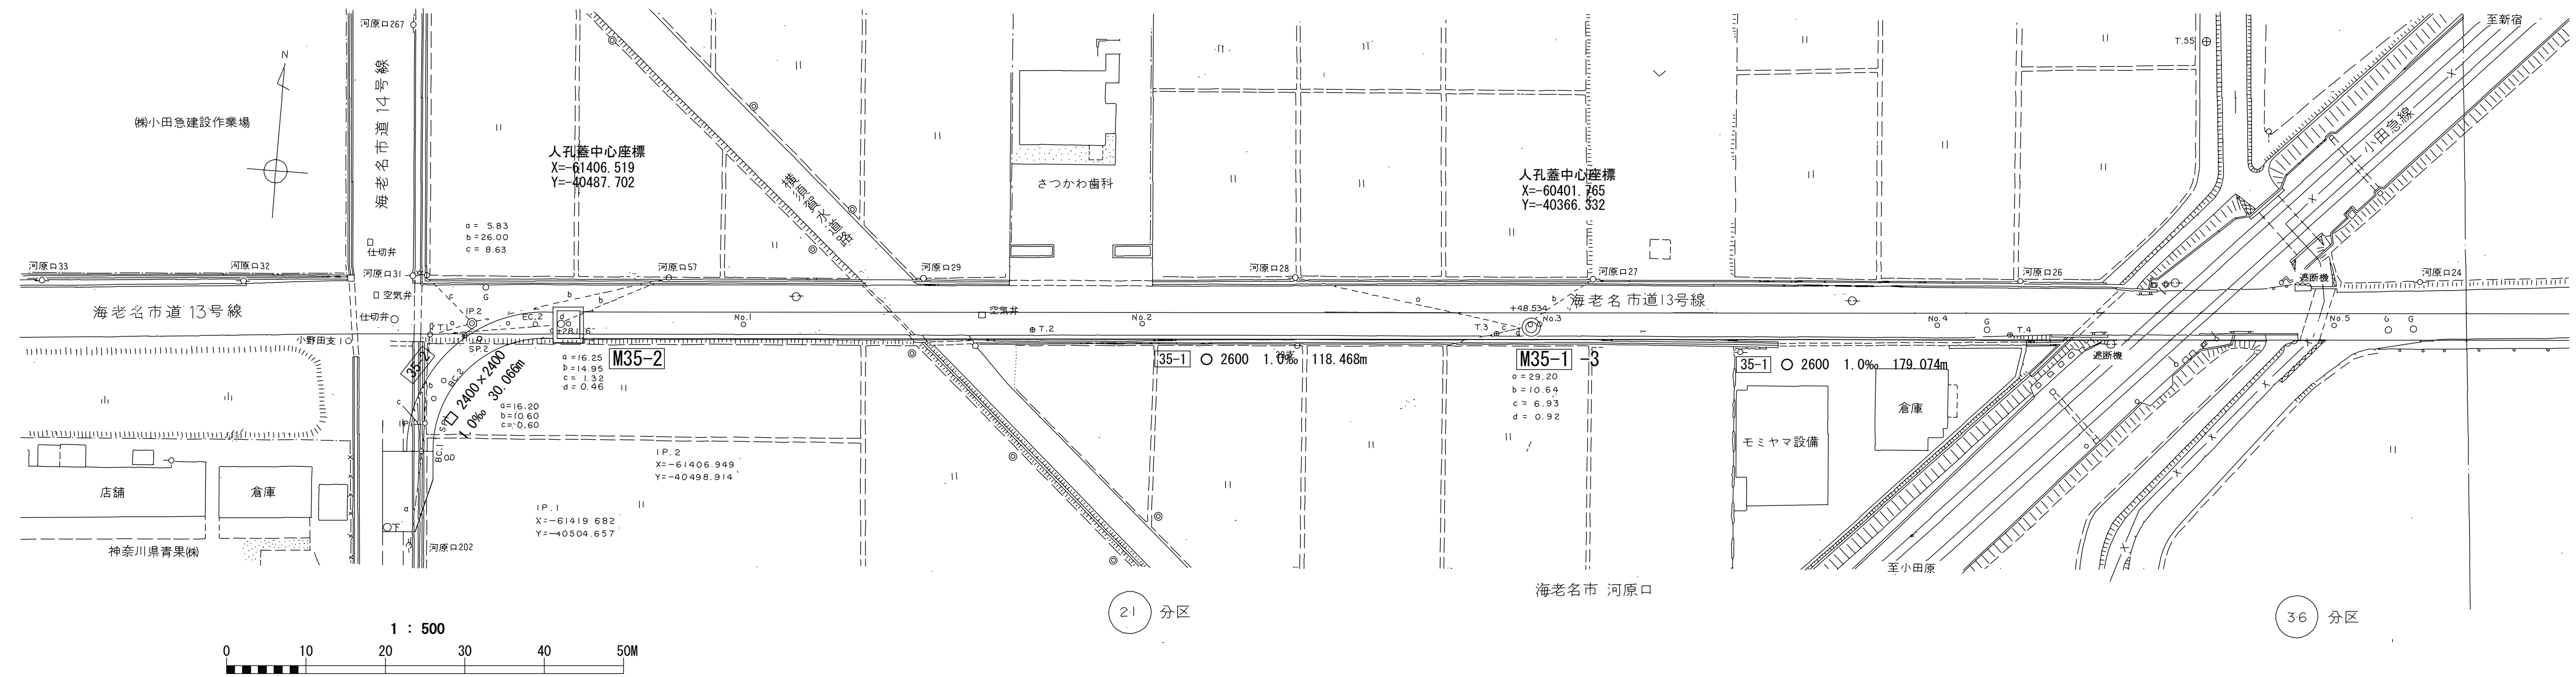 河原口267
至新宿
T.55
N
海老名市道14号線
㈱小田急建設作業場
小田急線
人孔蓋中心座標
X=-61406.519
Y=-40487.702
横須賀水道路
さつかわ歯科
人孔蓋中心座標
X=-60401.765
Y=-40366.332
a= 5.83
b=26.00
c= 8.63
仕切弁
河原口33
河原口32
河原口31
河原口57
河原口29
河原口28
河原口27
河原口26
遮断機
河原口24
空気弁
c
G
b
b
a
b
海老名市道13号線
海老名市道13号線
仕切弁
IP.2
EC.2
d
No.1
空気弁
No.2
+48.534
No.3
No.4
No.5
G
G
G
T.1
a
a
T.2
T.3
c
d
T.4
小野田支1
SP.2
M35-2
a=16.25
b=14.95
c= 1.32
d= 0.46
35-1
2600 1.0‰ 118.468m
M35-1 -3
35-1
2600 1.0‰ 179.074m
遮断機
35-2
BC.2
2400×2400
1.0‰ 30.066m
a=29.20
b=10.64
c= 6.93
d= 0.92
a=16.20
b=10.60
c=0.60
b
c
倉庫
モミヤマ設備
BC.1
IP.2
X=-61406.949
Y=-40498.914
店舗
倉庫
a
IP.1
X=-61419 682
Y=-40504.657
下
神奈川県青果㈱
河原口202
至小田原
海老名市 河原口
21 分区
36 分区
1 : 500
0 10 20 30 40 50M